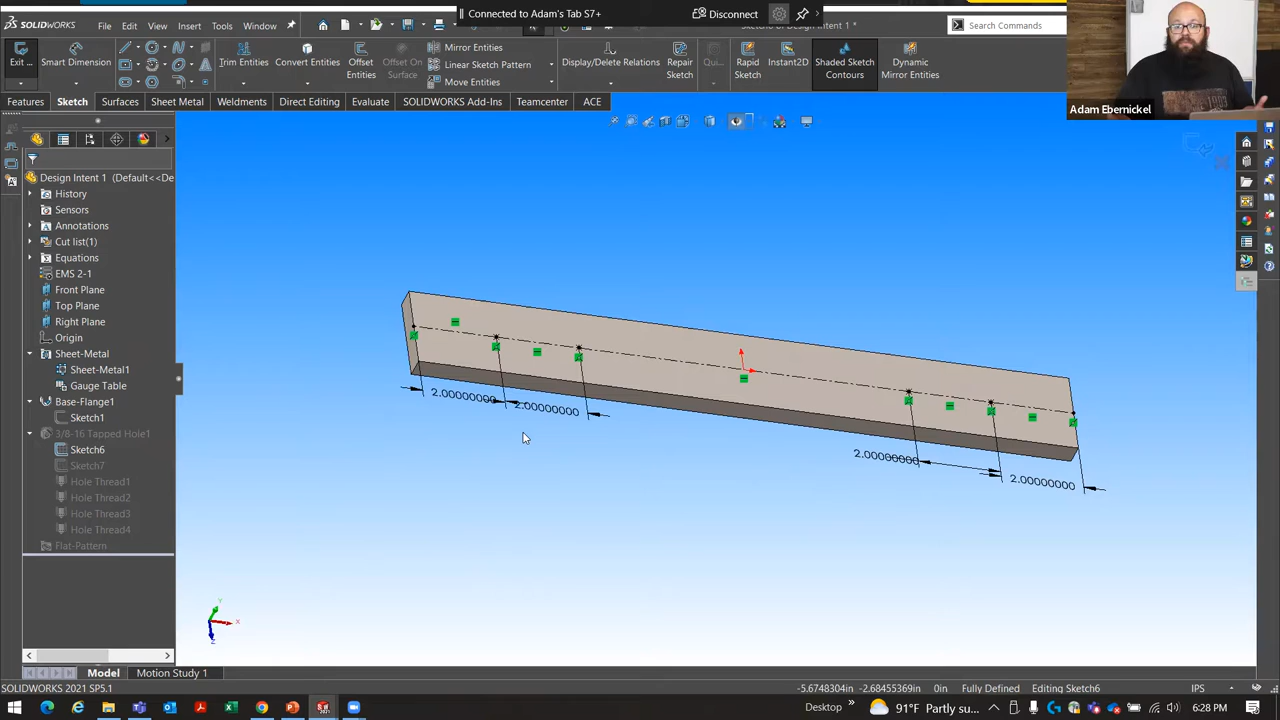 Connected to Adam's Tab S7+
Disconnect
SOLIDWORKS
File
Edit
View
Insert
Tools
Window
Design Intent 1 *
Search Commands
Exit ...
Smart Dimension
Trim Entities
Convert Entities
Offset Entities
Offset On Surface
Mirror Entities
Linear Sketch Pattern
Move Entities
Display/Delete Relations
Repair Sketch
Qui...
Rapid Sketch
Instant2D
Shaded Sketch Contours
Dynamic Mirror Entities
Adam Ebernickel
Features
Sketch
Surfaces
Sheet Metal
Weldments
Direct Editing
Evaluate
SOLIDWORKS Add-Ins
Teamcenter
ACE
Design Intent 1 (Default<<De
History
Sensors
Annotations
Cut list(1)
Equations
EMS 2-1
Front Plane
Top Plane
Right Plane
Origin
Sheet-Metal
Sheet-Metal1
Gauge Table
Base-Flange1
Sketch1
3/8-16 Tapped Hole1
Sketch6
Sketch7
Hole Thread1
Hole Thread2
Hole Thread3
Hole Thread4
Flat-Pattern
2.00000000
2.00000000
2.00000000
2.00000000
Y
X
Z
Model
Motion Study 1
SOLIDWORKS 2021 SP5.1
-5.6748304in
-2.68455369in
0in
Fully Defined
Editing Sketch6
IPS
Desktop
91°F Partly su...
6:28 PM